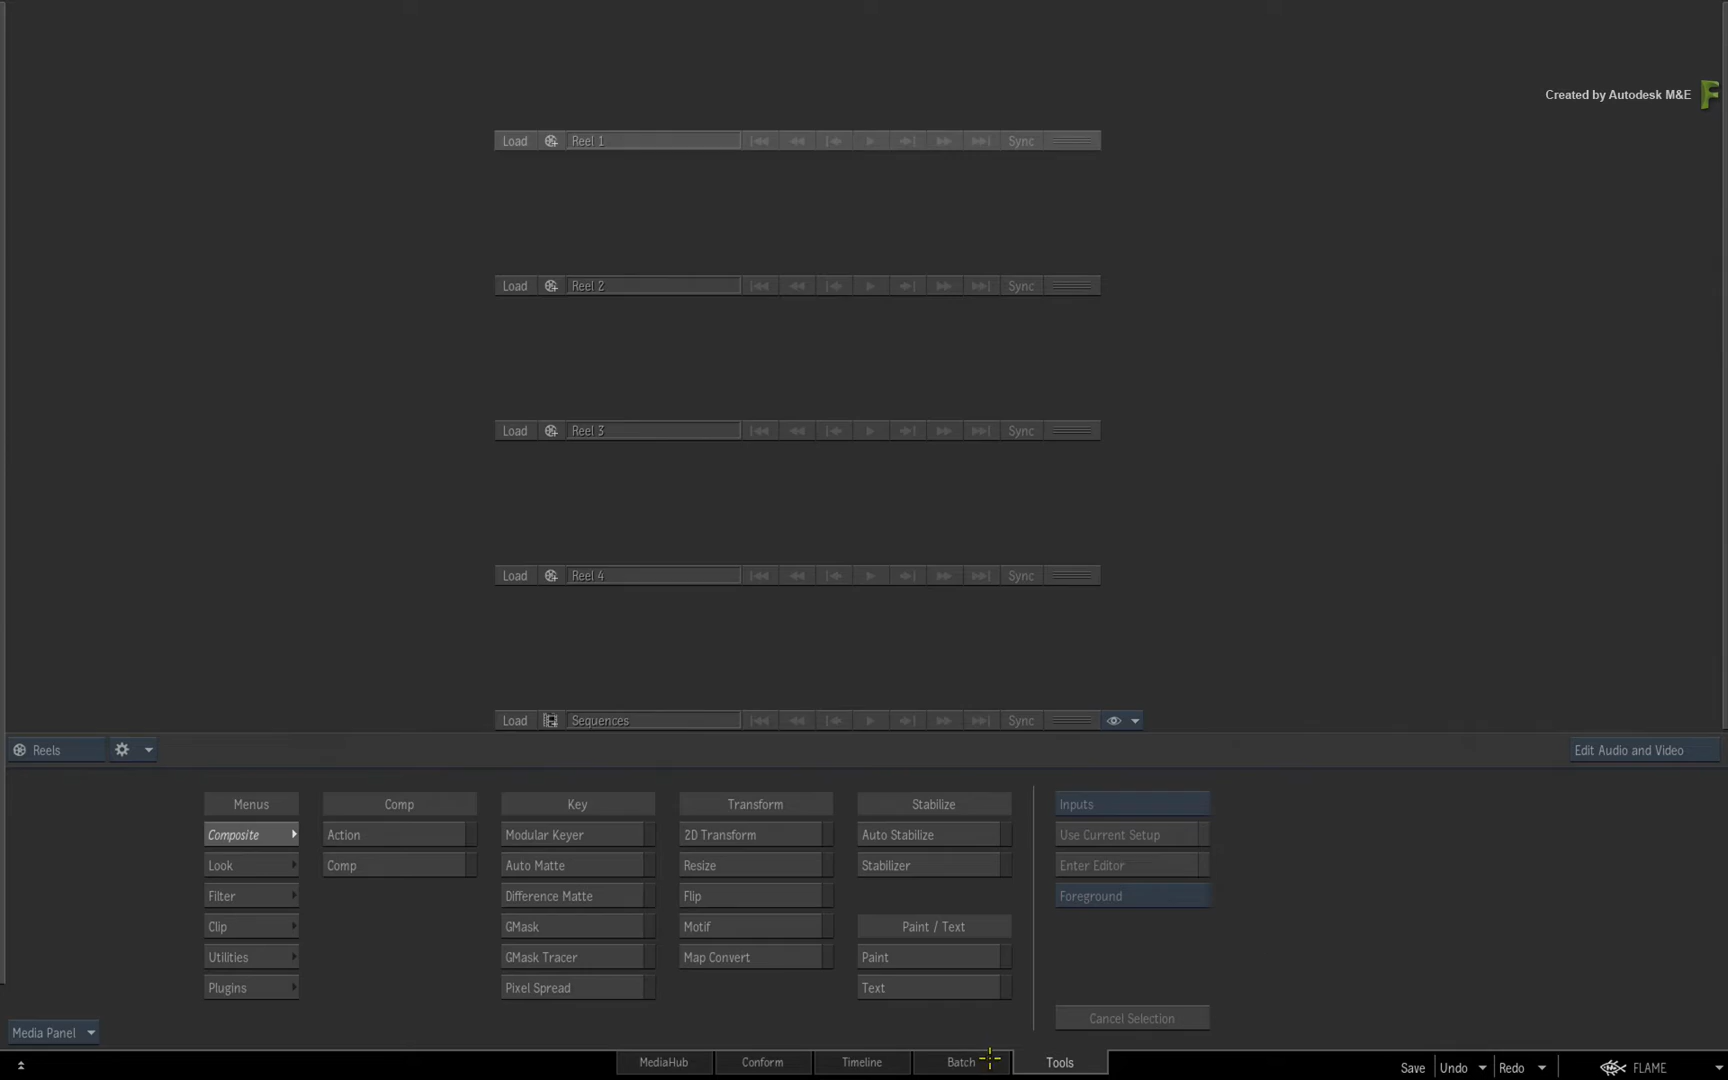 Created by Autodesk M&E
Load Reel 1 Sync
Load Reel 2 Sync
Load Reel 3 Sync
Load Reel 4 Sync
Load Sequences Sync
Reels Edit Audio and Video
Menus Comp Key Transform Stabilize Inputs
Composite Action Modular Keyer 2D Transform Auto Stabilize Use Current Setup
Look Comp Auto Matte Resize Stabilizer Enter Editor
Filter Difference Matte Flip Foreground
Clip GMask Motif Paint / Text
Utilities GMask Tracer Map Convert Paint
Plugins Pixel Spread Text
Cancel Selection
Media Panel
MediaHub Conform Timeline Batch Tools Save Undo Redo FLAME